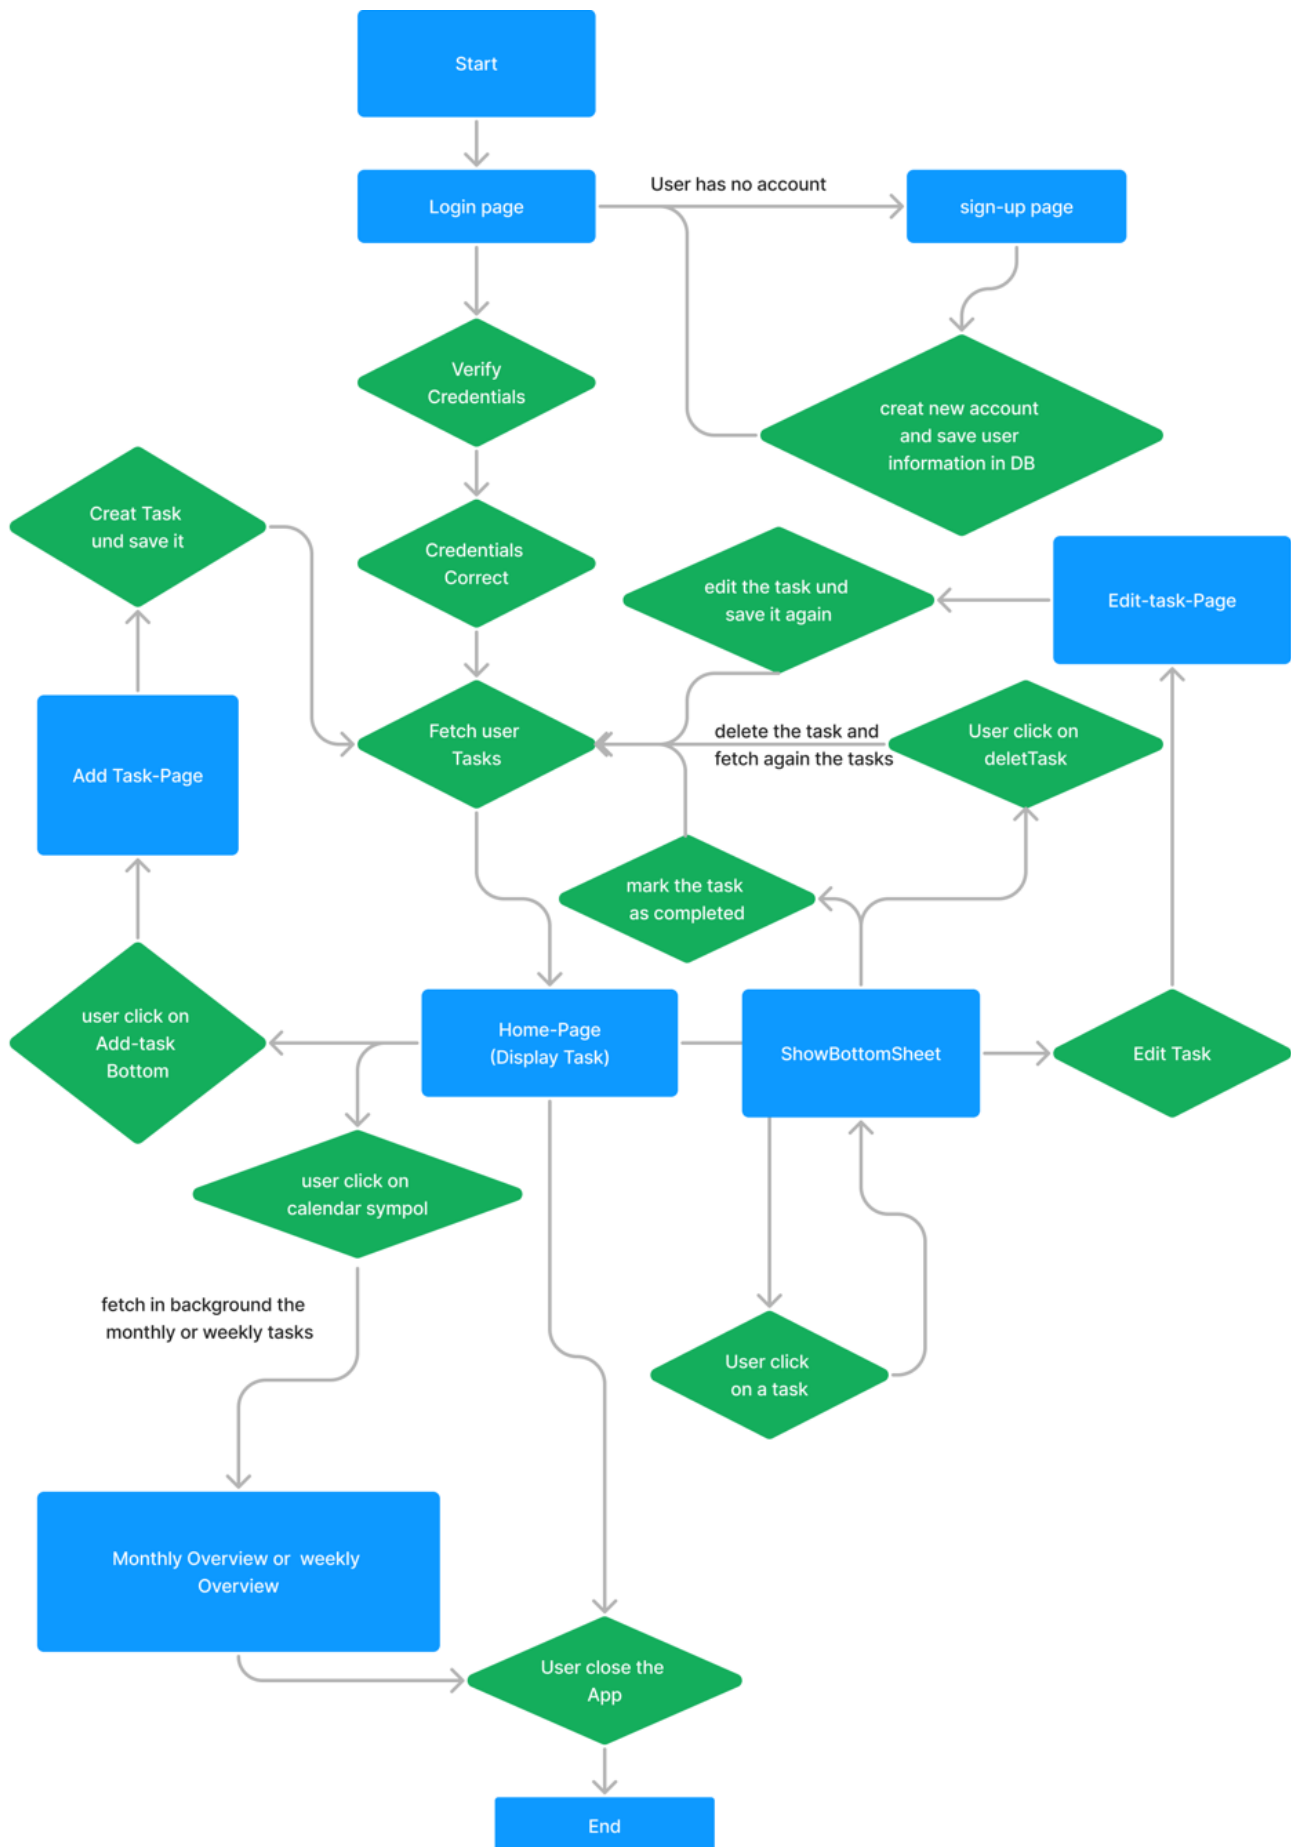 Start
Login page
User has no account
sign-up page
Verify
Credentials
creat new account
and save user
information in DB
Creat Task
und save it
Credentials
Correct
edit the task und
save it again
Edit-task-Page
Add Task-Page
Fetch user
Tasks
delete the task and
fetch again the tasks
User click on
deletTask
mark the task
as completed
user click on
Add-task
Bottom
Home-Page
(Display Task)
ShowBottomSheet
Edit Task
user click on
calendar sympol
fetch in background the
monthly or weekly tasks
User click
on a task
Monthly Overview or weekly
Overview
User close the
App
End